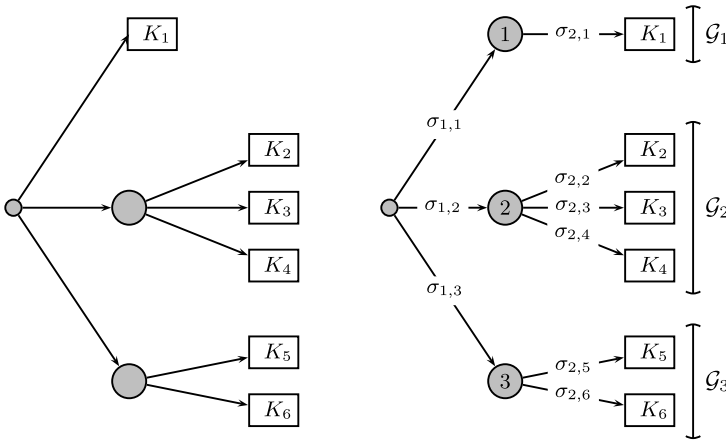 K₁
K₂
K₃
K₄
K₅
K₆
1 σ₂,₁ K₁ 𝒢₁
σ₁,₁
K₂
σ₂,₂
σ₁,₂ 2 σ₂,₃ K₃ 𝒢₂
σ₂,₄
K₄
σ₁,₃
K₅
σ₂,₅
3 𝒢₃
σ₂,₆
K₆